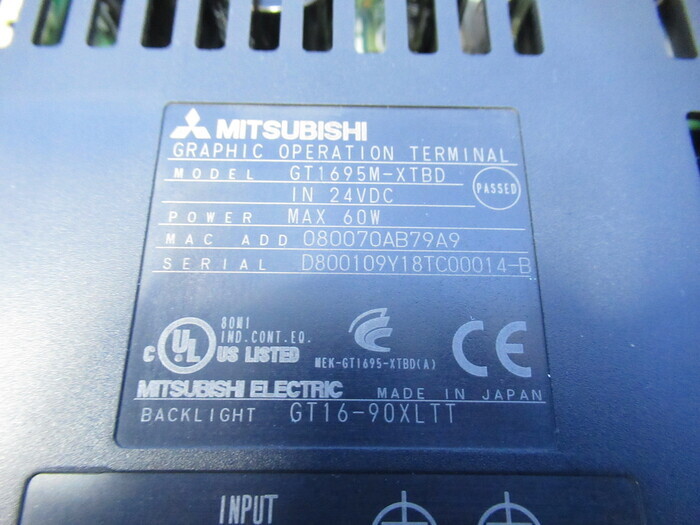 MITSUBISHI
GRAPHIC OPERATION TERMINAL
MODEL GT1695M-XTBD
PASSED
IN 24VDC
POWER MAX 60W
MAC ADD 080070AB79A9
SERIAL D800109Y18TC00014-B
80M1
IND.CONT.EQ.
C UL US LISTED
MEK-GT1695-XTBD(A)
CE
MITSUBISHI ELECTRIC MADE IN JAPAN
BACKLIGHT GT16-90XLTT
INPUT